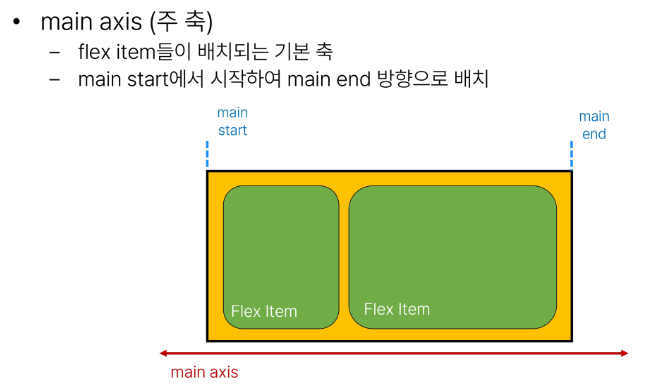 • main axis (주 축)
– flex item들이 배치되는 기본 축
– main start에서 시작하여 main end 방향으로 배치
main
start
main
end
Flex Item
Flex Item
main axis